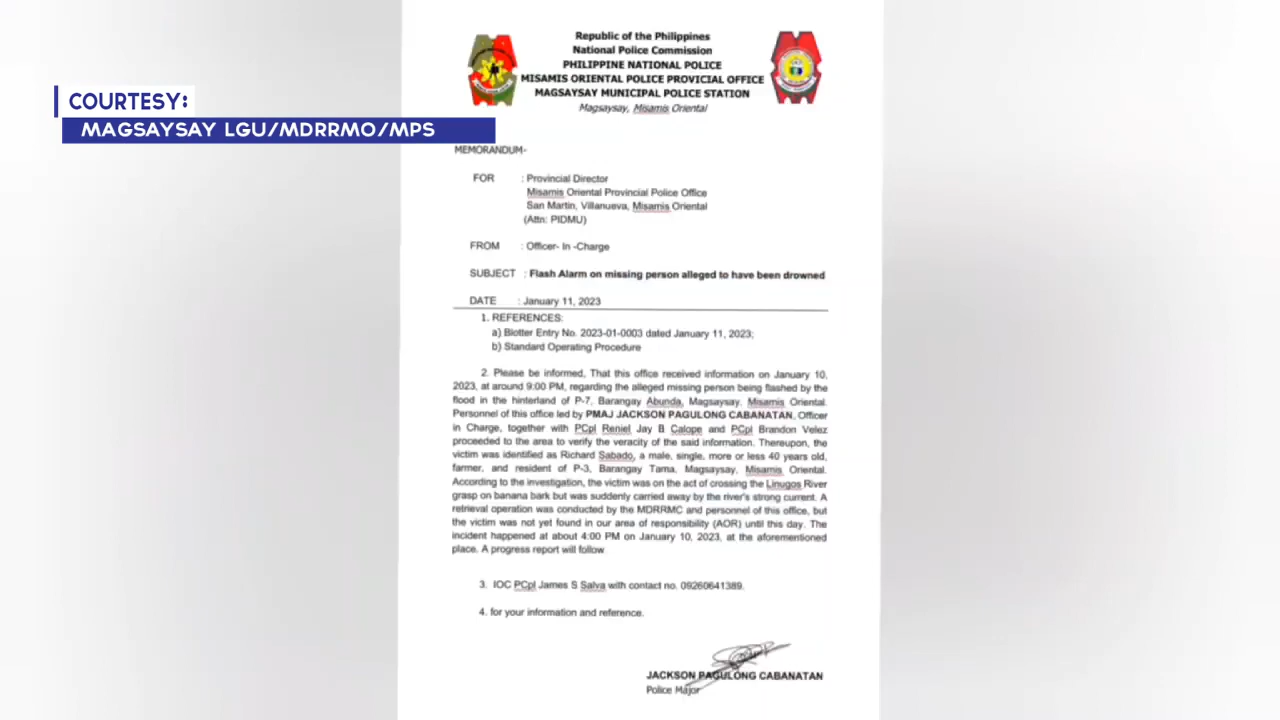 COURTESY:
MAGSAYSAY LGU/MDRRMO/MPS
Republic of the Philippines
National Police Commission
PHILIPPINE NATIONAL POLICE
MISAMIS ORIENTAL POLICE PROVICIAL OFFICE
MAGSAYSAY MUNICIPAL POLICE STATION
Magsaysay, Misamis Oriental
MEMORANDUM-
FOR : Provincial Director
Misamis Oriental Provincial Police Office
San Martin, Villanueva, Misamis Oriental
(Attn: PIDMU)
FROM : Officer- In -Charge
SUBJECT : Flash Alarm on missing person alleged to have been drowned
DATE : January 11, 2023
1. REFERENCES:
a) Blotter Entry No. 2023-01-0003 dated January 11, 2023;
b) Standard Operating Procedure
2. Please be informed, That this office received information on January 10,
2023, at around 9:00 PM, regarding the alleged missing person being flashed by the
flood in the hinterland of P-7, Barangay Abunda, Magsaysay, Misamis Oriental.
Personnel of this office led by PMAJ JACKSON PAGULONG CABANATAN, Officer
in Charge, together with PCpl Reniel Jay B Calope and PCpl Brandon Velez
proceeded to the area to verify the veracity of the said information. Thereupon, the
victim was identified as Richard Sabado, a male, single, more or less 40 years old,
farmer, and resident of P-3, Barangay Tama, Magsaysay, Misamis Oriental.
According to the investigation, the victim was on the act of crossing the Linugos River
grasp on banana bark but was suddenly carried away by the river's strong current. A
retrieval operation was conducted by the MDRRMC and personnel of this office, but
the victim was not yet found in our area of responsibility (AOR) until this day. The
incident happened at about 4:00 PM on January 10, 2023, at the aforementioned
place. A progress report will follow
3. IOC PCpl James S Salva with contact no. 09260641389.
4. for your information and reference.
JACKSON PAGULONG CABANATAN
Police Major